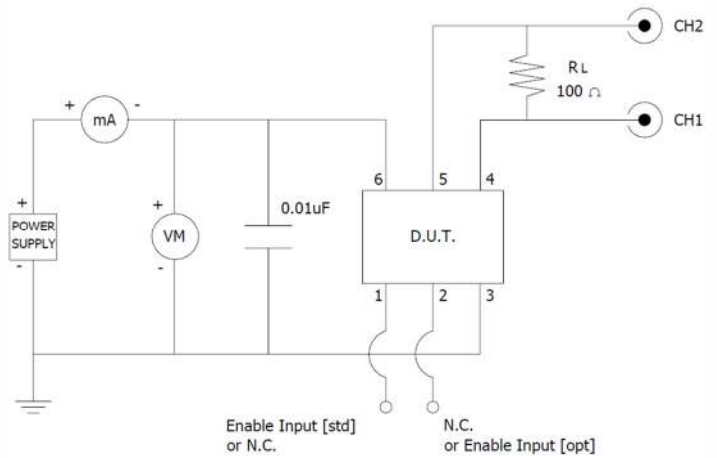 CH2
RL
100 Ω
CH1
+ mA -
6 5 4
+
POWER
SUPPLY
-
+
VM
-
0.01uF
D.U.T.
1 2 3
Enable Input [std]
or N.C.
N.C.
or Enable Input [opt]